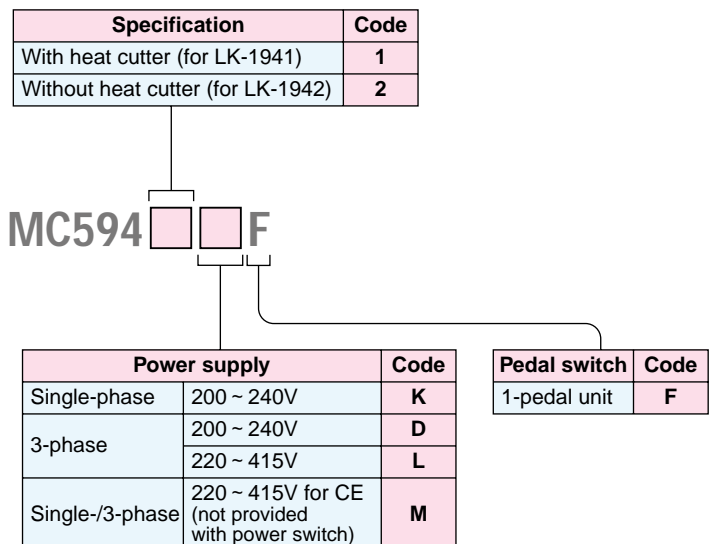 Specification Code
With heat cutter (for LK-1941) 1
Without heat cutter (for LK-1942) 2
MC594 F
Power supply Code
Single-phase 200 ~ 240V K
3-phase 200 ~ 240V D
220 ~ 415V L
Single-/3-phase 220 ~ 415V for CE
(not provided
with power switch) M
Pedal switch Code
1-pedal unit F